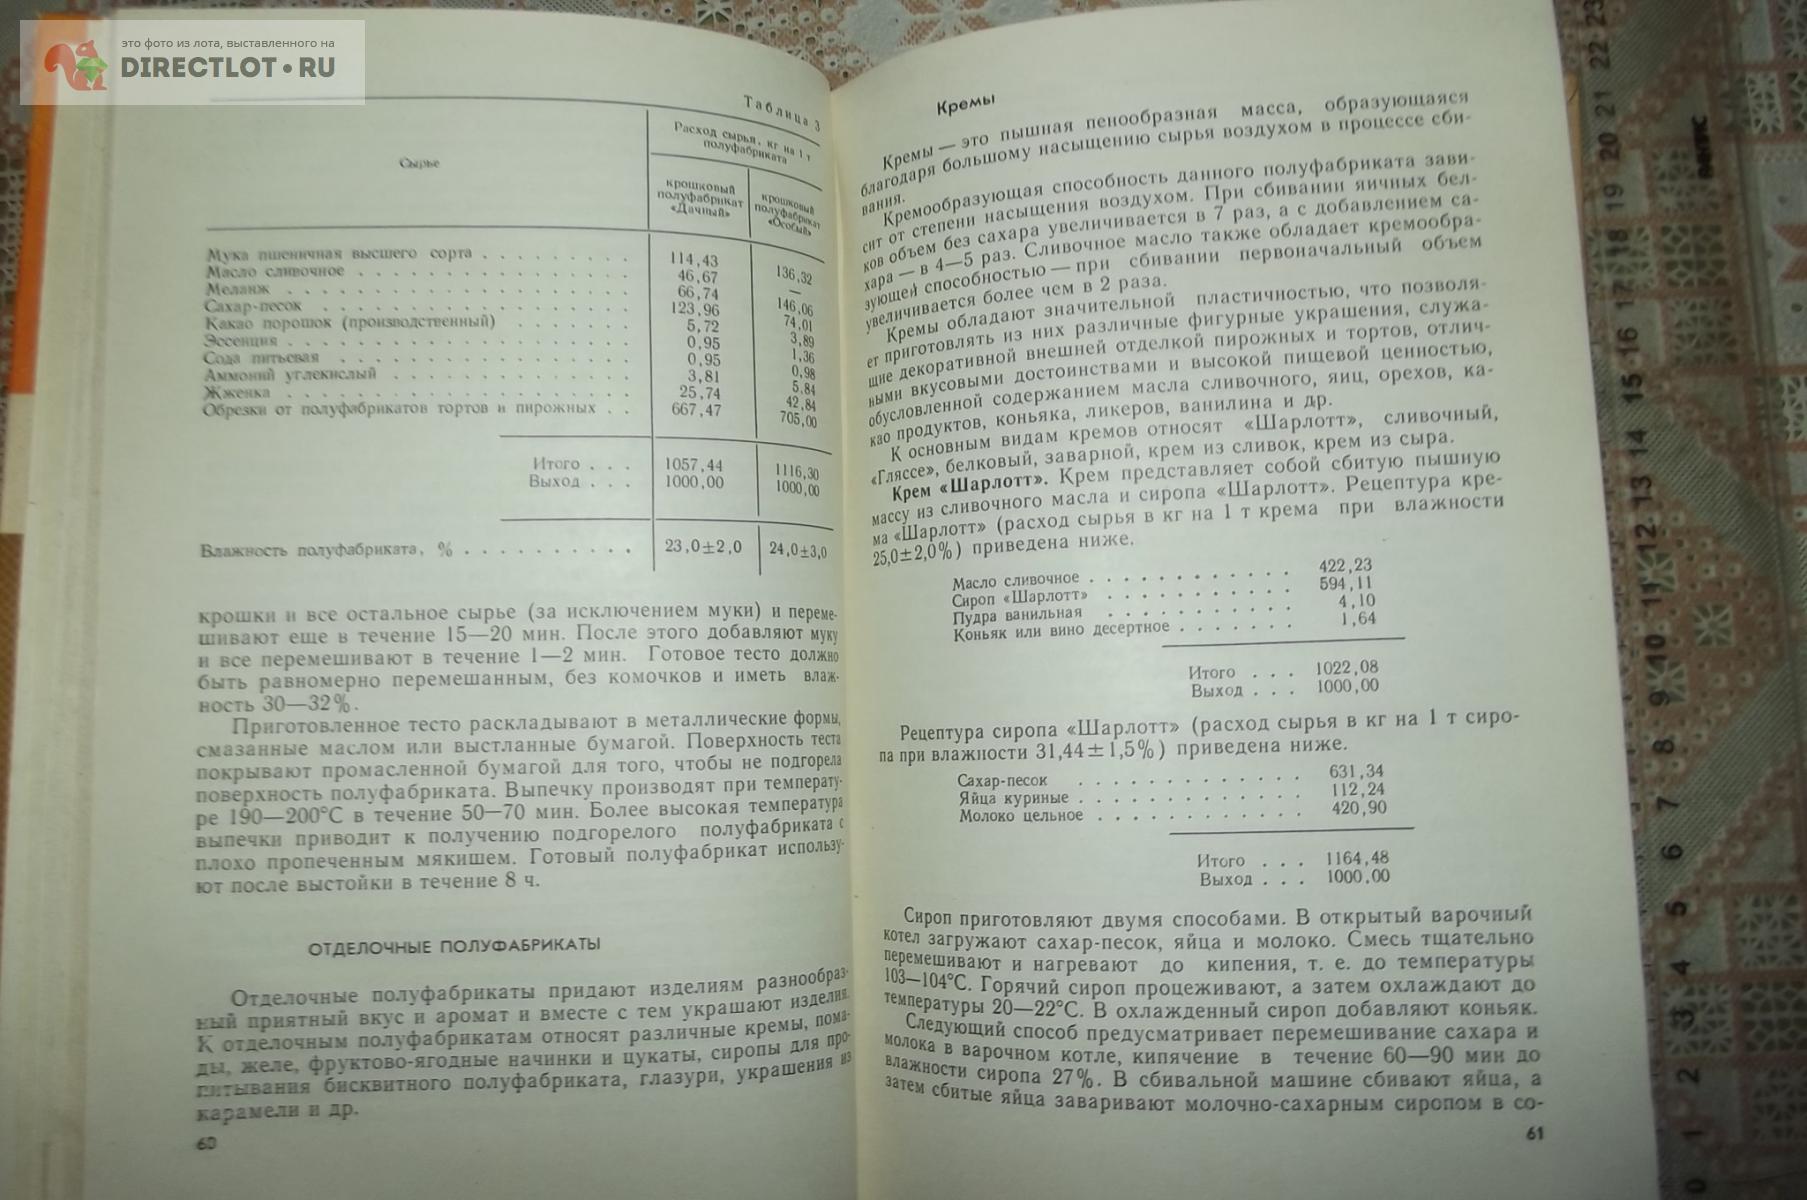 это фото из лота, выставленного на
DIRECTLOT • RU
Таблица 3
Сырье
Расход сырья, кг на 1 т
полуфабриката
крошковый
полуфабрикат
«Дачный»
крошковый
полуфабрикат
«Особый»
Мука пшеничная высшего сорта . . . . . . . . . 114,43 136,32
Масло сливочное . . . . . . . . . . . . . . . 46,67 —
Меланж . . . . . . . . . . . . . . . . . . 66,74 146,06
Сахар-песок . . . . . . . . . . . . . . . . 123,96 74,01
Какао порошок (производственный) . . . . . . . 5,72 3,89
Эссенция . . . . . . . . . . . . . . . . . . 0,95 1,36
Сода питьевая . . . . . . . . . . . . . . . 0,95 0,98
Аммоний углекислый . . . . . . . . . . . . . 3,81 5,84
Жженка . . . . . . . . . . . . . . . . . . 25,74 42,84
Обрезки от полуфабрикатов тортов и пирожных . . 667,47 705,00
Итого . . . 1057,44 1116,30
Выход . . . 1000,00 1000,00
Влажность полуфабриката, % . . . . . . . . . . 23,0±2,0 24,0±3,0
крошки и все остальное сырье (за исключением муки) и переме-
шивают еще в течение 15—20 мин. После этого добавляют муку
и все перемешивают в течение 1—2 мин. Готовое тесто должно
быть равномерно перемешанным, без комочков и иметь влаж-
ность 30—32%.
Приготовленное тесто раскладывают в металлические формы,
смазанные маслом или выстланные бумагой. Поверхность теста
покрывают промасленной бумагой для того, чтобы не подгорела
поверхность полуфабриката. Выпечку производят при температу-
ре 190—200°С в течение 50—70 мин. Более высокая температура
выпечки приводит к получению подгорелого полуфабриката с
плохо пропеченным мякишем. Готовый полуфабрикат использу-
ют после выстойки в течение 8 ч.
ОТДЕЛОЧНЫЕ ПОЛУФАБРИКАТЫ
Отделочные полуфабрикаты придают изделиям разнообраз-
ный приятный вкус и аромат и вместе с тем украшают изделия.
К отделочным полуфабрикатам относят различные кремы, пома-
ды, желе, фруктово-ягодные начинки и цукаты, сиропы для про-
питывания бисквитного полуфабриката, глазури, украшения из
карамели и др.
60
Кремы
Кремы — это пышная пенообразная масса, образующаяся
благодаря большому насыщению сырья воздухом в процессе сби-
вания.
Кремообразующая способность данного полуфабриката зави-
сит от степени насыщения воздухом. При сбивании яичных бел-
ков объем без сахара увеличивается в 7 раз, а с добавлением са-
хара — в 4—5 раз. Сливочное масло также обладает кремообра-
зующей способностью — при сбивании первоначальный объем
увеличивается более чем в 2 раза.
Кремы обладают значительной пластичностью, что позволя-
ет приготовлять из них различные фигурные украшения, служа-
щие декоративной внешней отделкой пирожных и тортов, отлич-
ными вкусовыми достоинствами и высокой пищевой ценностью,
обусловленной содержанием масла сливочного, яиц, орехов, ка-
као продуктов, коньяка, ликеров, ванилина и др.
К основным видам кремов относят «Шарлотт», сливочный,
«Гляссе», белковый, заварной, крем из сливок, крем из сыра.
Крем «Шарлотт». Крем представляет собой сбитую пышную
массу из сливочного масла и сиропа «Шарлотт». Рецептура кре-
ма «Шарлотт» (расход сырья в кг на 1 т крема при влажности
25,0±2,0%) приведена ниже.
Масло сливочное . . . . . . . . . . . . 422,23
Сироп «Шарлотт» . . . . . . . . . . . 594,11
Пудра ванильная . . . . . . . . . . . 4,10
Коньяк или вино десертное . . . . . . . 1,64
Итого . . . 1022,08
Выход . . . 1000,00
Рецептура сиропа «Шарлотт» (расход сырья в кг на 1 т сиро-
па при влажности 31,44±1,5%) приведена ниже.
Сахар-песок . . . . . . . . . . . . . 631,34
Яйца куриные . . . . . . . . . . . . . 112,24
Молоко цельное . . . . . . . . . . . . 420,90
Итого . . . 1164,48
Выход . . . 1000,00
Сироп приготовляют двумя способами. В открытый варочный
котел загружают сахар-песок, яйца и молоко. Смесь тщательно
перемешивают и нагревают до кипения, т. е. до температуры
103—104°С. Горячий сироп процеживают, а затем охлаждают до
температуры 20—22°С. В охлажденный сироп добавляют коньяк.
Следующий способ предусматривает перемешивание сахара и
молока в варочном котле, кипячение в течение 60—90 мин до
влажности сиропа 27%. В сбивальной машине сбивают яйца, а
затем сбитые яйца заваривают молочно-сахарным сиропом в со-
61
0 1 2 3 4 5 6 7 8 9 10 11 12 13 14 15 16 17 18 19 20 21 22 23